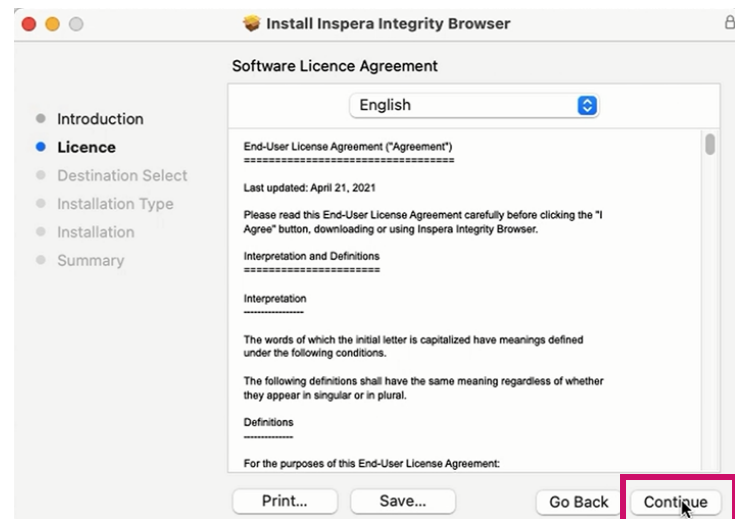 Install Inspera Integrity Browser
Software Licence Agreement
Introduction
Licence
Destination Select
Installation Type
Installation
Summary
English
End-User License Agreement ("Agreement")
==================================
Last updated: April 21, 2021
Please read this End-User License Agreement carefully before clicking the "I
Agree" button, downloading or using Inspera Integrity Browser.
Interpretation and Definitions
======================
Interpretation
--------------
The words of which the initial letter is capitalized have meanings defined
under the following conditions.
The following definitions shall have the same meaning regardless of whether
they appear in singular or in plural.
Definitions
-----------
For the purposes of this End-User License Agreement:
Print... Save... Go Back Continue